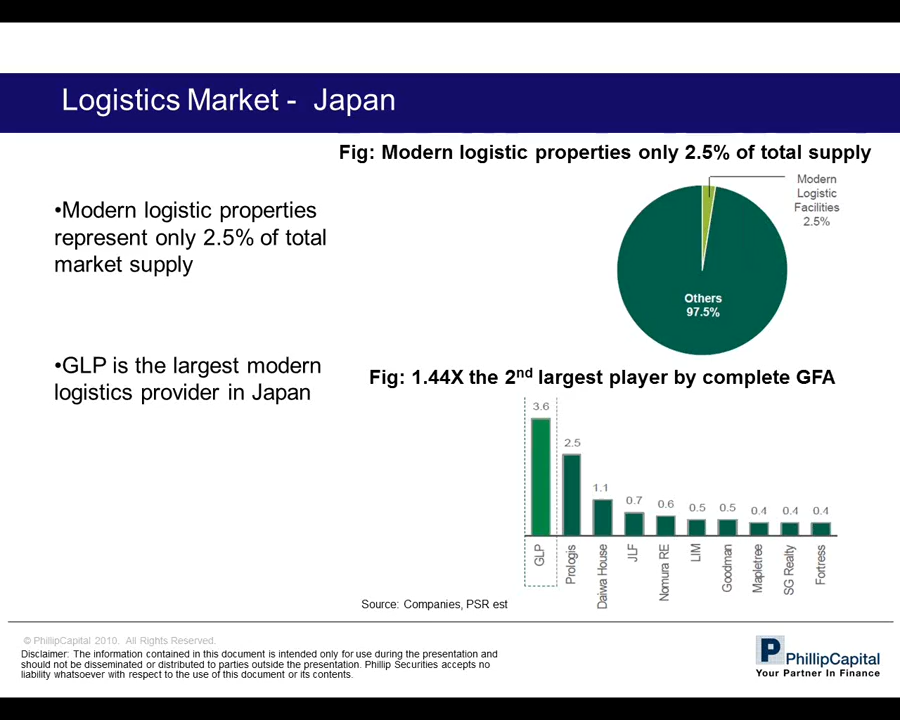 Logistics Market - Japan
Fig: Modern logistic properties only 2.5% of total supply
•Modern logistic properties
represent only 2.5% of total
market supply
Modern
Logistic
Facilities
2.5%
Others
97.5%
•GLP is the largest modern
logistics provider in Japan
Fig: 1.44X the 2nd largest player by complete GFA
3.6
2.5
1.1
0.7
0.6
0.5
0.5
0.4
0.4
0.4
GLP
Prologis
Daiwa House
JLF
Nomura RE
LIM
Goodman
Mapletree
SG Realty
Fortress
Source: Companies, PSR est
© PhillipCapital 2010. All Rights Reserved.
Disclaimer: The information contained in this document is intended only for use during the presentation and
should not be disseminated or distributed to parties outside the presentation. Phillip Securities accepts no
liability whatsoever with respect to the use of this document or its contents.
P PhillipCapital
Your Partner In Finance